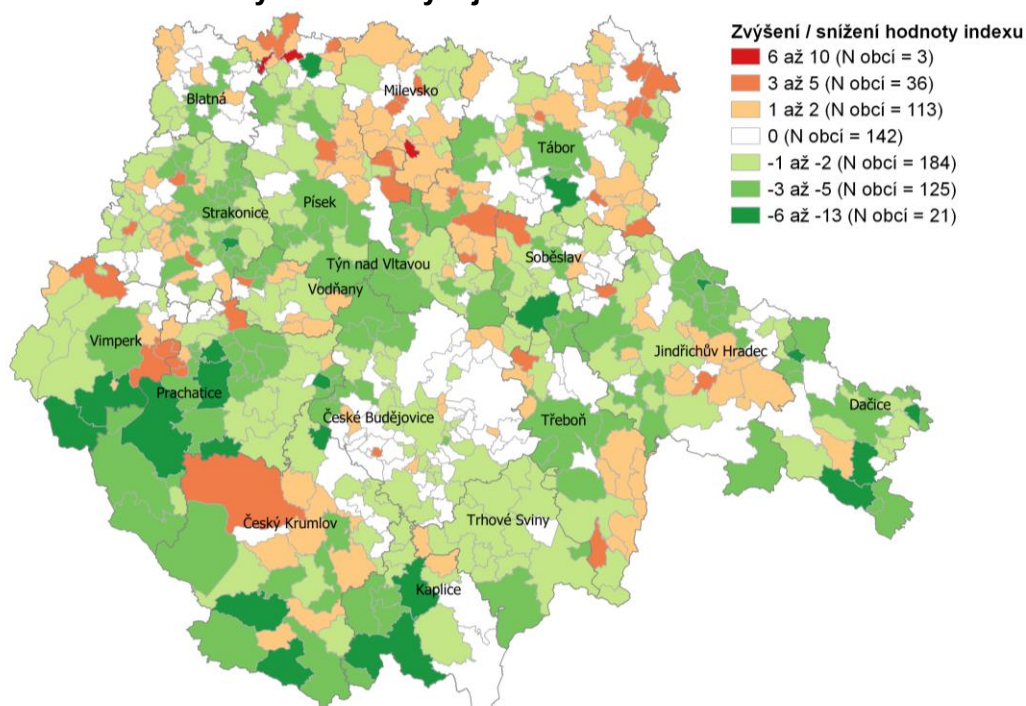 Zvýšení / snížení hodnoty indexu
6 až 10 (N obcí = 3)
3 až 5 (N obcí = 36)
1 až 2 (N obcí = 113)
0 (N obcí = 142)
-1 až -2 (N obcí = 184)
-3 až -5 (N obcí = 125)
-6 až -13 (N obcí = 21)
Milevsko
Blatná
Tábor
Písek
Strakonice
Soběslav
Týn nad Vltavou
Vodňany
Vimperk
Jindřichův Hradec
Prachatice
Dačice
České Budějovice
Třeboň
Český Krumlov
Trhové Sviny
Kaplice